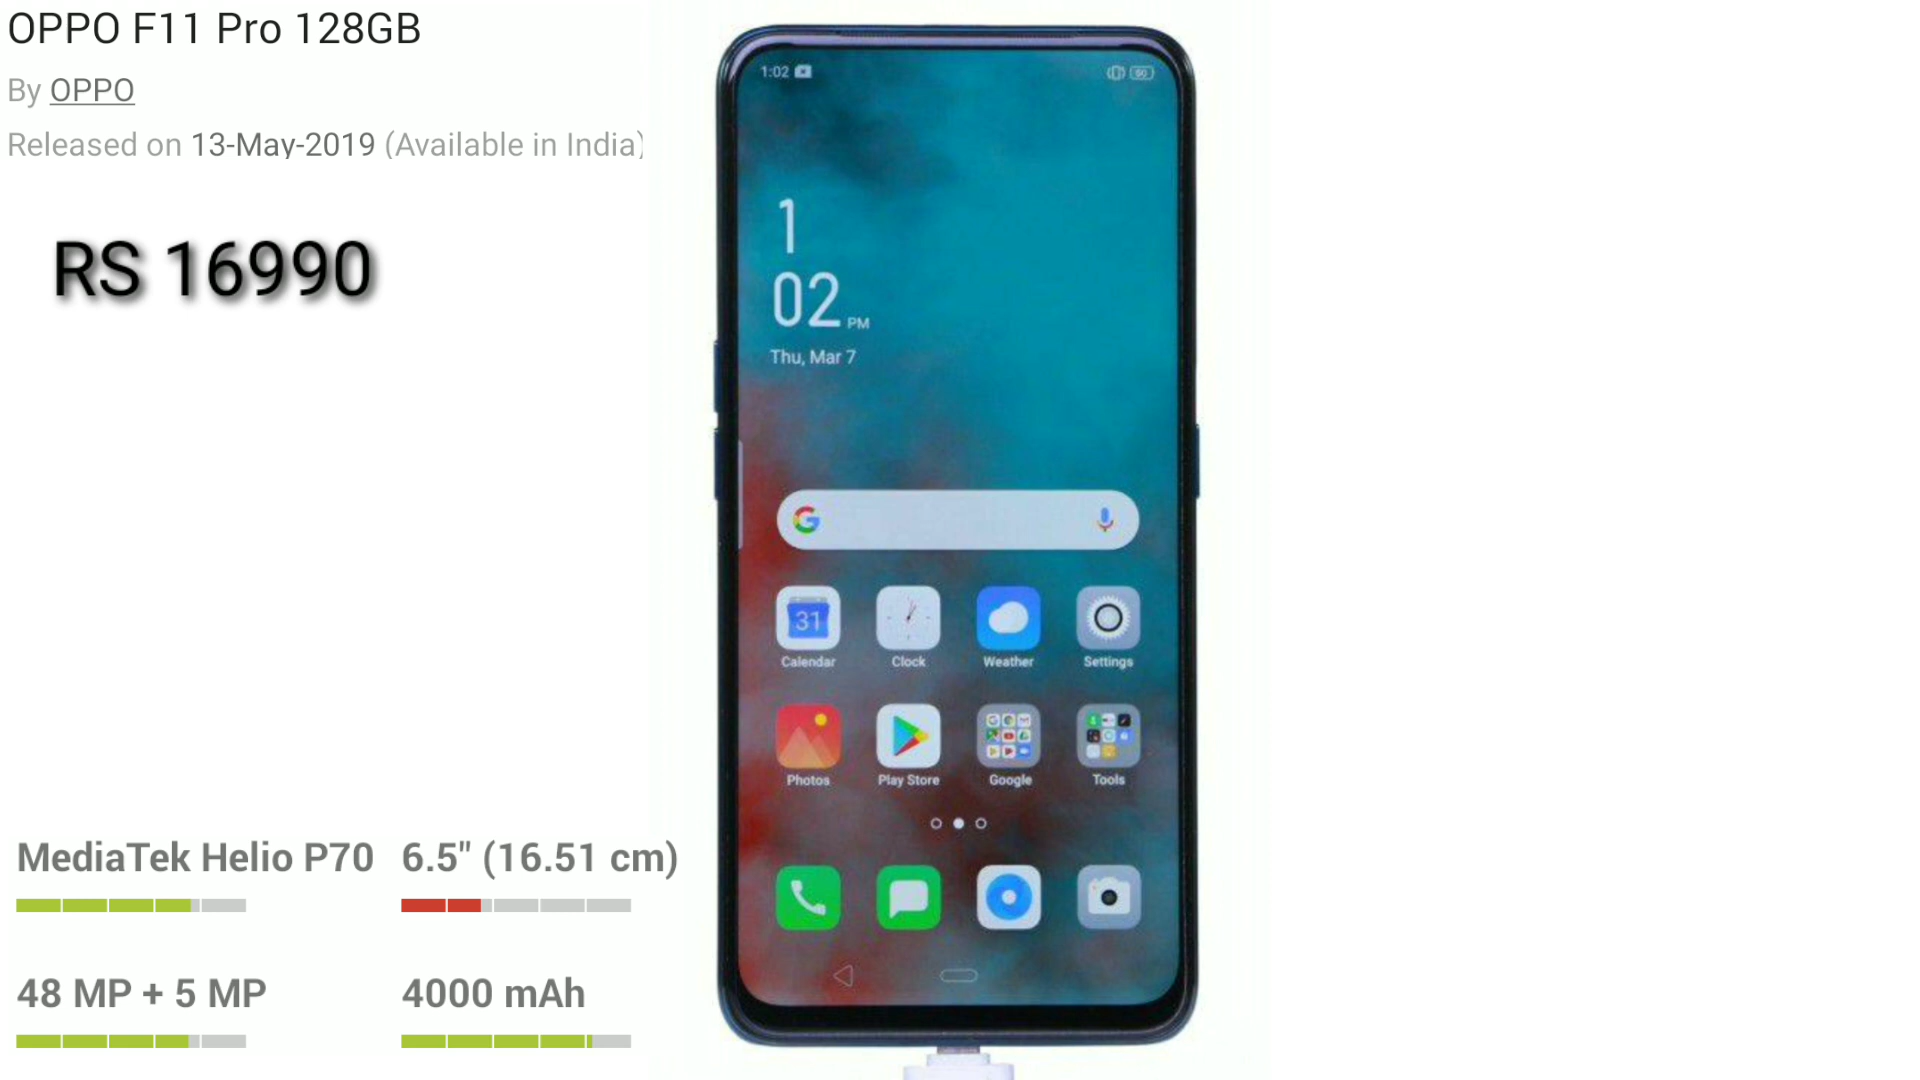 OPPO F11 Pro 128GB
By OPPO
Released on 13-May-2019 (Available in India)
RS 16990
MediaTek Helio P70 6.5" (16.51 cm)
48 MP + 5 MP 4000 mAh
1:02
1
02 PM
Thu, Mar 7
31
Calendar Clock Weather Settings
Photos Play Store Google Tools